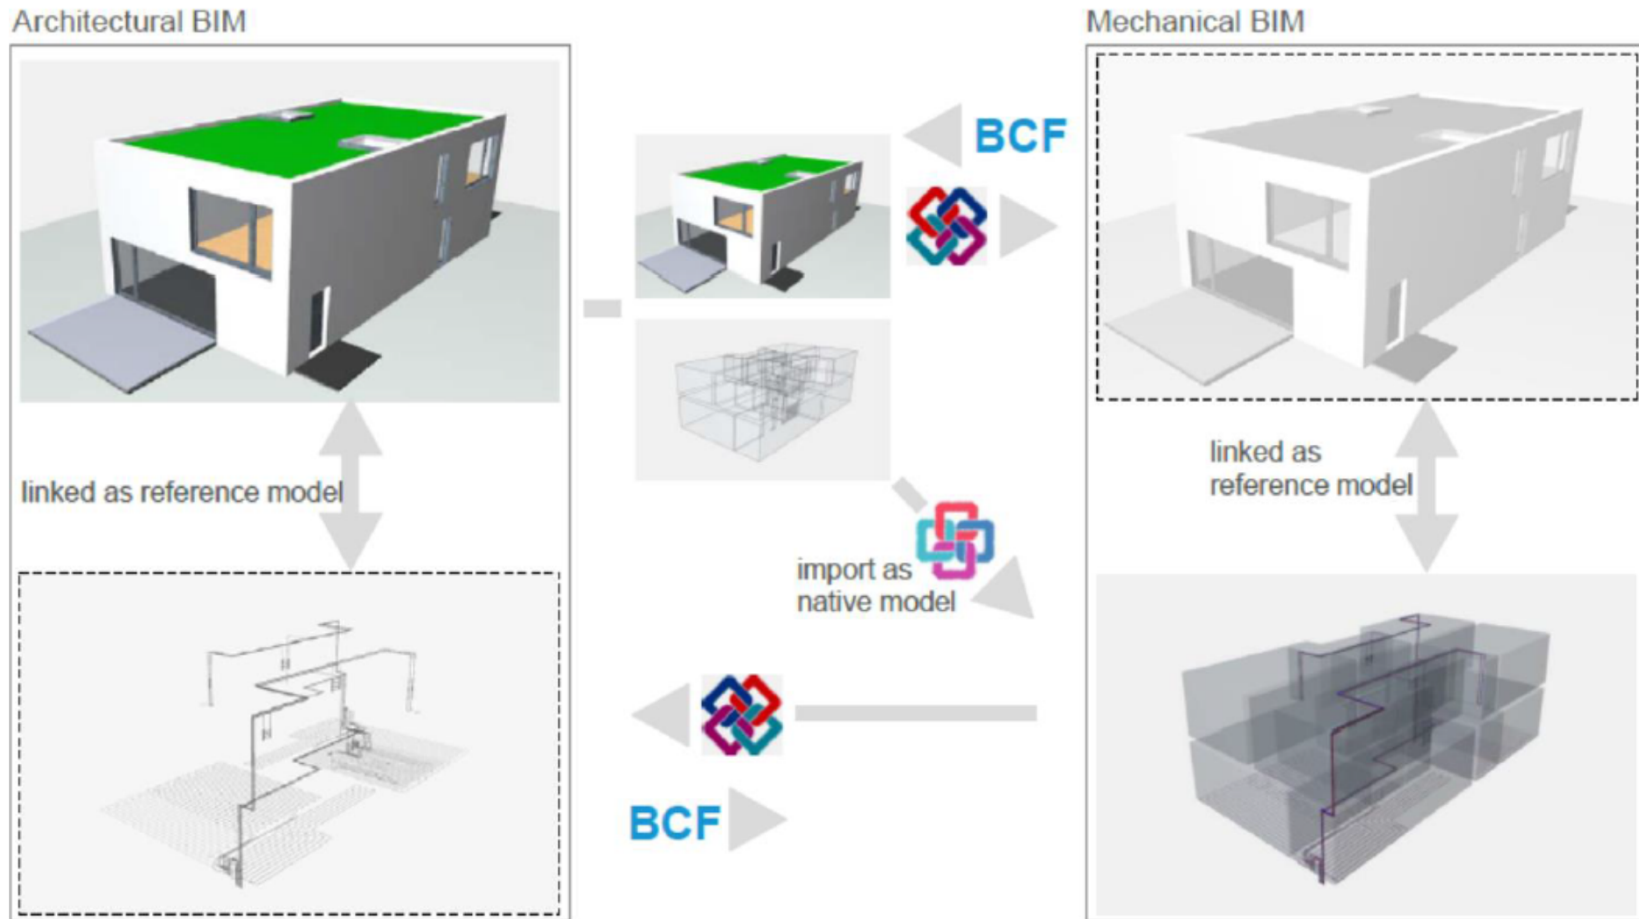 Architectural BIM
Mechanical BIM
BCF
linked as reference model
linked as
reference model
import as
native model
BCF